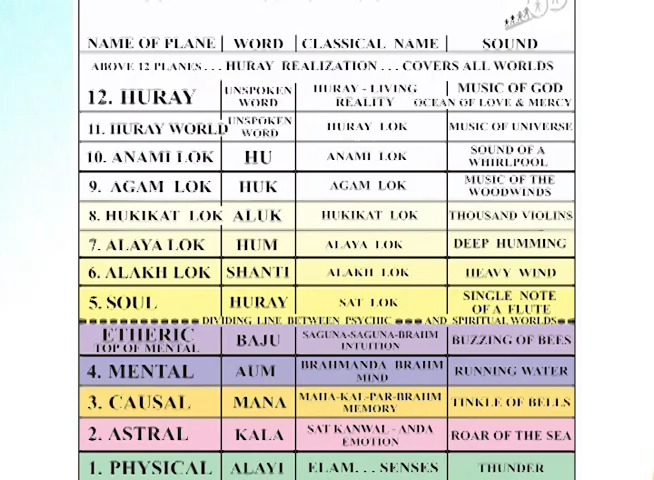 NAME OF PLANE WORD CLASSICAL NAME SOUND
ABOVE 12 PLANES . . . HURAY REALIZATION . . . COVERS ALL WORLDS
12. HURAY UNSPOKEN WORD HURAY - LIVING REALITY MUSIC OF GOD OCEAN OF LOVE & MERCY
11. HURAY WORLD UNSPOKEN WORD HURAY LOK MUSIC OF UNIVERSE
10. ANAMI LOK HU ANAMI LOK SOUND OF A WHIRLPOOL
9. AGAM LOK HUK AGAM LOK MUSIC OF THE WOODWINDS
8. HUKIKAT LOK ALUK HUKIKAT LOK THOUSAND VIOLINS
7. ALAYA LOK HUM ALAYA LOK DEEP HUMMING
6. ALAKH LOK SHANTI ALAKH LOK HEAVY WIND
5. SOUL HURAY SAT LOK SINGLE NOTE OF A FLUTE
DIVIDING LINE BETWEEN PSYCHIC AND SPIRITUAL WORLDS
ETHERIC TOP OF MENTAL BAJU SAGUNA-SAGUNA-BRAHM INTUITION BUZZING OF BEES
4. MENTAL AUM BRAHMANDA BRAHM MIND RUNNING WATER
3. CAUSAL MANA MAHA-KAL-PAR-BRAHM MEMORY TINKLE OF BELLS
2. ASTRAL KALA SAT KANWAL - ANDA EMOTION ROAR OF THE SEA
1. PHYSICAL ALAYI ELAM. . . SENSES THUNDER